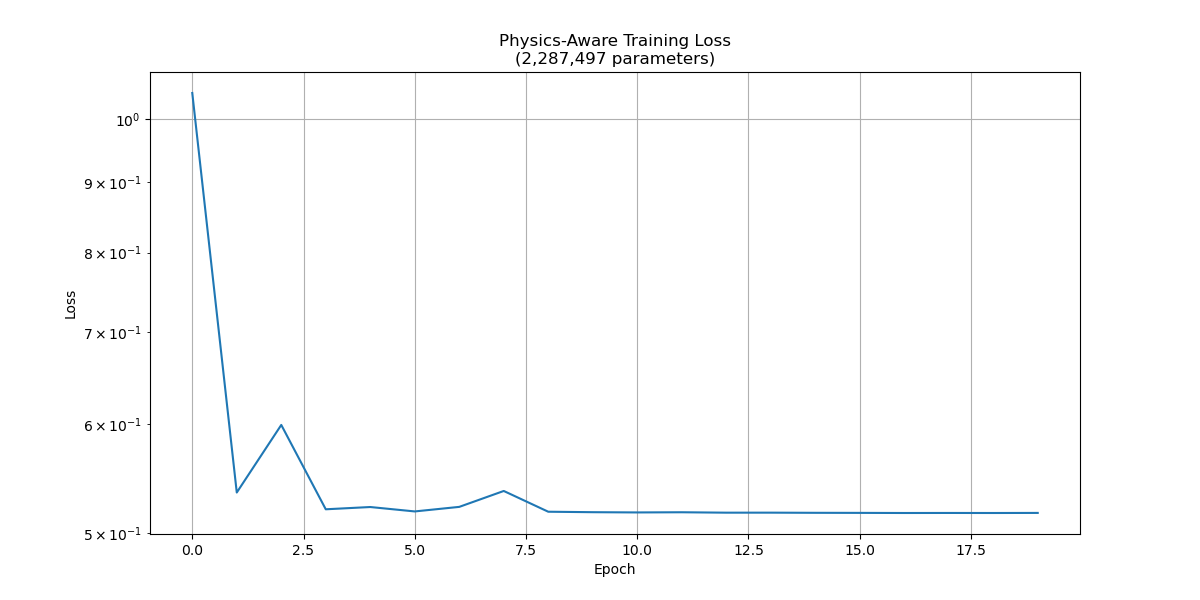 Physics-Aware Training Loss
(2,287,497 parameters)
10⁰
9 × 10⁻¹
8 × 10⁻¹
7 × 10⁻¹
6 × 10⁻¹
5 × 10⁻¹
Loss
0.0 2.5 5.0 7.5 10.0 12.5 15.0 17.5
Epoch